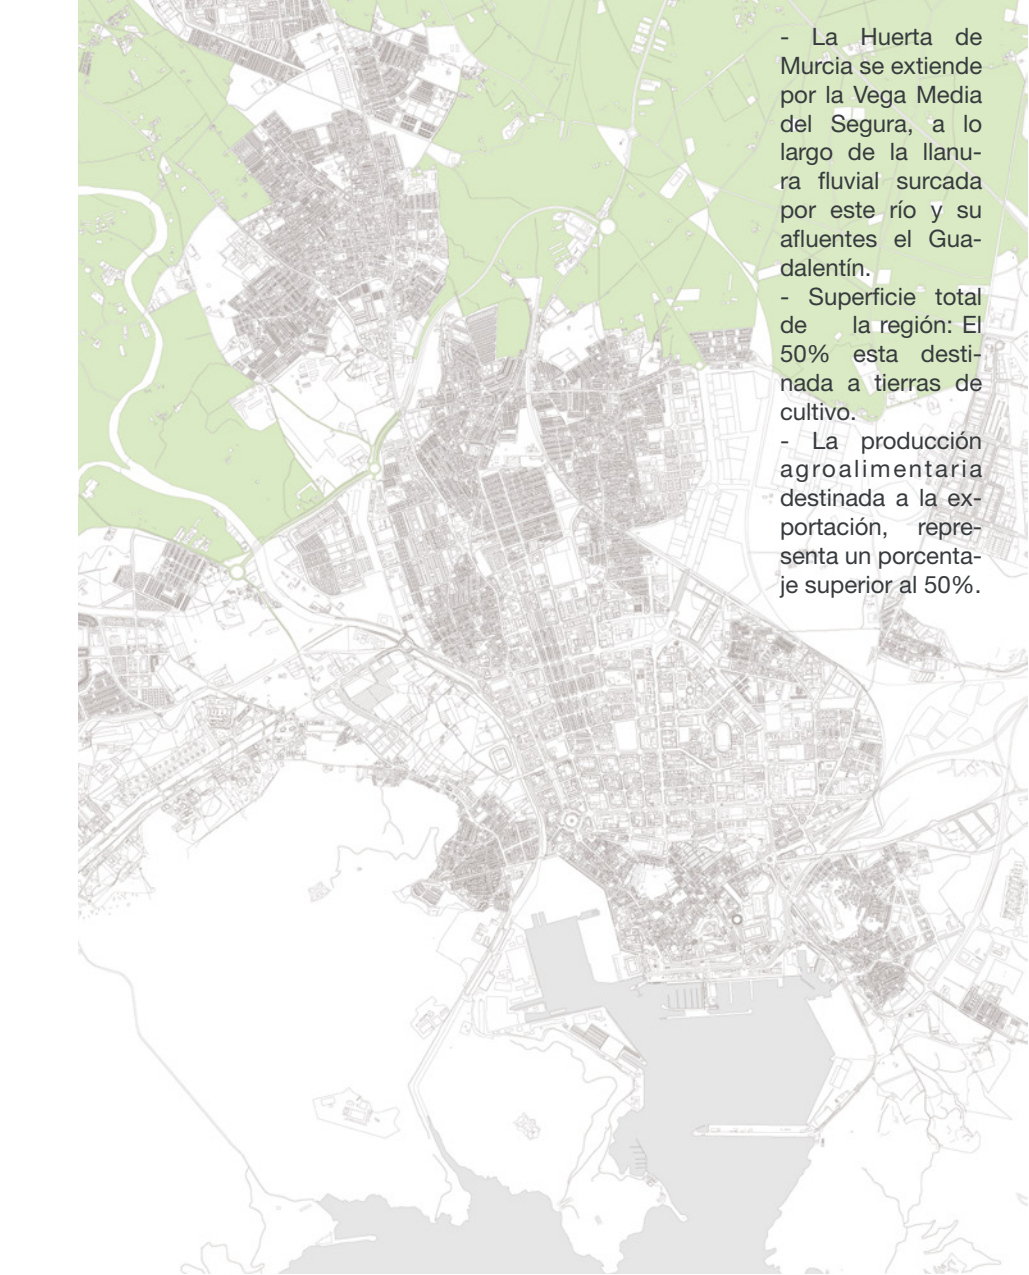 - La Huerta de
Murcia se extiende
por la Vega Media
del Segura, a lo
largo de la llanu-
ra fluvial surcada
por este río y su
afluentes el Gua-
dalentín.
- Superficie total
de la región: El
50% esta desti-
nada a tierras de
cultivo.
- La producción
agroalimentaria
destinada a la ex-
portación, repre-
senta un porcenta-
je superior al 50%.